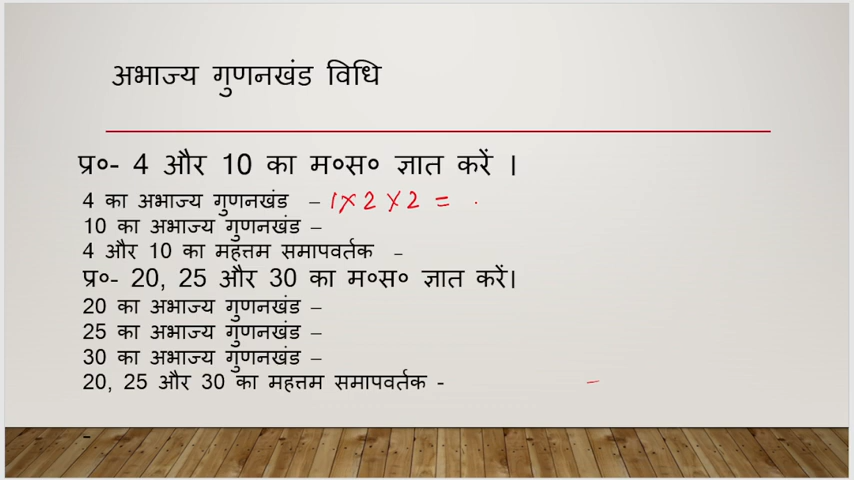 अभाज्य गुणनखंड विधि
प्र०- 4 और 10 का म०स० ज्ञात करें ।
4 का अभाज्य गुणनखंड – 1 × 2 × 2 =
10 का अभाज्य गुणनखंड –
4 और 10 का महत्तम समापवर्तक –
प्र०- 20, 25 और 30 का म०स० ज्ञात करें।
20 का अभाज्य गुणनखंड –
25 का अभाज्य गुणनखंड –
30 का अभाज्य गुणनखंड –
20, 25 और 30 का महत्तम समापवर्तक -